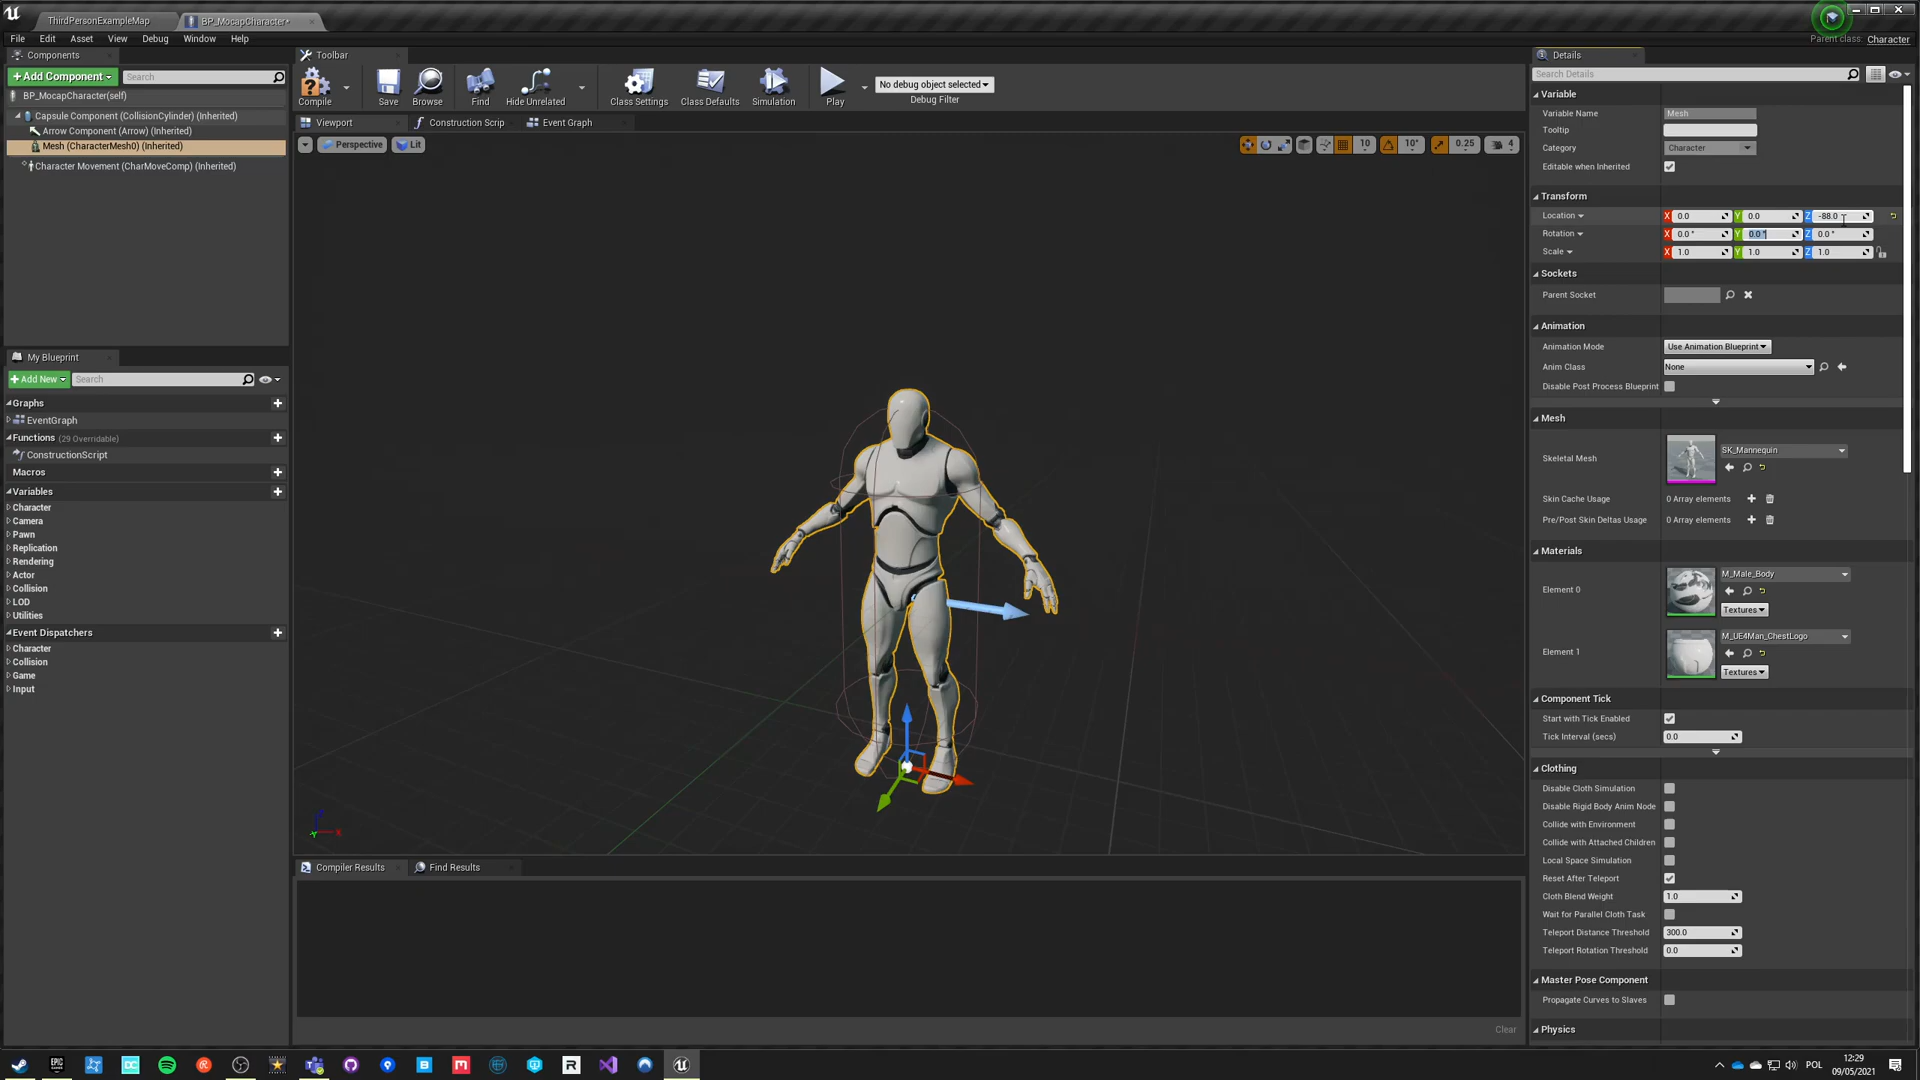 ThirdPersonExampleMap
BP_MocapCharacter*
Parent class: Character
File Edit Asset View Debug Window Help
Components
+Add Component
Search
BP_MocapCharacter(self)
Capsule Component (CollisionCylinder) (Inherited)
Arrow Component (Arrow) (Inherited)
Mesh (CharacterMesh0) (Inherited)
Character Movement (CharMoveComp) (Inherited)
My Blueprint
+Add New
Search
Graphs
EventGraph
Functions (29 Overridable)
ConstructionScript
Macros
Variables
Character
Camera
Pawn
Replication
Rendering
Actor
Collision
LOD
Utilities
Event Dispatchers
Character
Collision
Game
Input
Toolbar
Compile
Save
Browse
Find
Hide Unrelated
Class Settings
Class Defaults
Simulation
Play
No debug object selected
Debug Filter
Viewport
Construction Scrip
Event Graph
Perspective
Lit
10
10°
0.25
4
Compiler Results
Find Results
Clear
Details
Search Details
Variable
Variable Name Mesh
Tooltip
Category Character
Editable when Inherited
Transform
Location X 0.0 Y 0.0 Z -88.0
Rotation X 0.0 ° Y 0.0 ° Z 0.0 °
Scale X 1.0 Y 1.0 Z 1.0
Sockets
Parent Socket
Animation
Animation Mode Use Animation Blueprint
Anim Class None
Disable Post Process Blueprint
Mesh
Skeletal Mesh SK_Mannequin
Skin Cache Usage 0 Array elements
Pre/Post Skin Deltas Usage 0 Array elements
Materials
Element 0 M_Male_Body
Textures
Element 1 M_UE4Man_ChestLogo
Textures
Component Tick
Start with Tick Enabled
Tick Interval (secs) 0.0
Clothing
Disable Cloth Simulation
Disable Rigid Body Anim Node
Collide with Environment
Collide with Attached Children
Local Space Simulation
Reset After Teleport
Cloth Blend Weight 1.0
Wait for Parallel Cloth Task
Teleport Distance Threshold 300.0
Teleport Rotation Threshold 0.0
Master Pose Component
Propagate Curves to Slaves
Physics
POL
12:29
09/05/2021